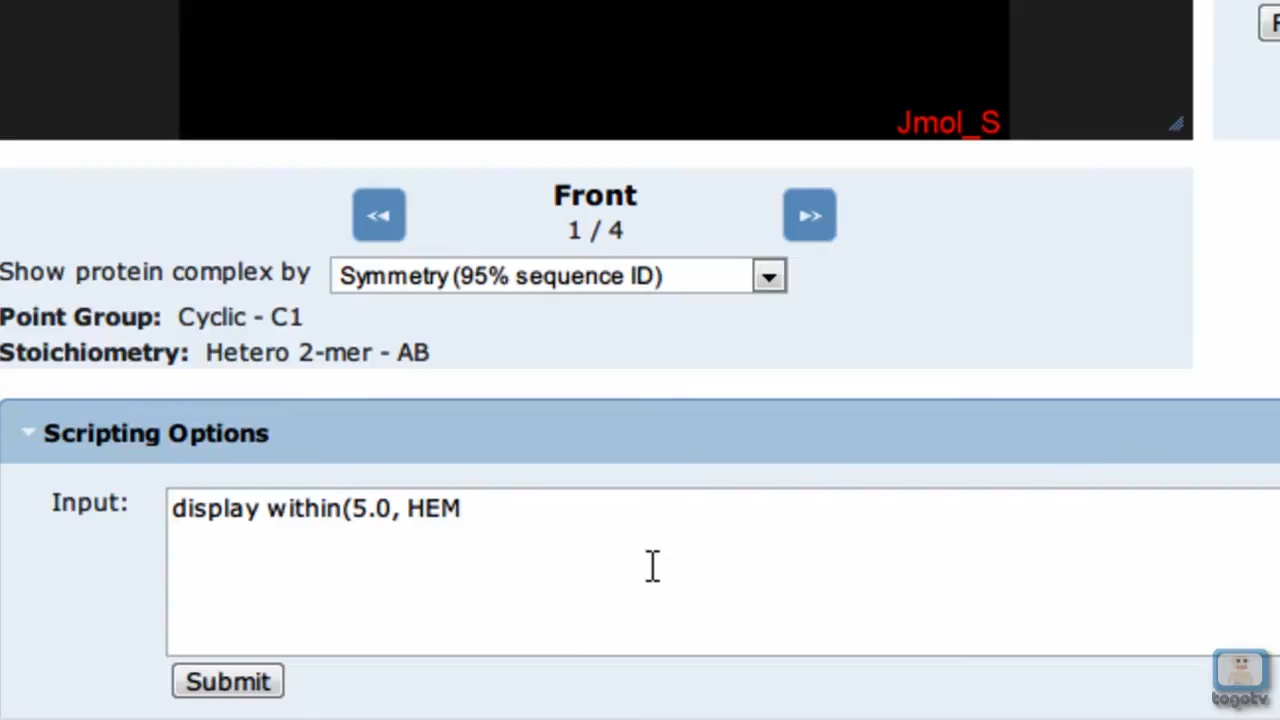 Jmol_S
Front
1 / 4
Show protein complex by
Symmetry (95% sequence ID)
Point Group: Cyclic - C1
Stoichiometry: Hetero 2-mer - AB
Scripting Options
Input:
display within(5.0, HEM
Submit
togotv